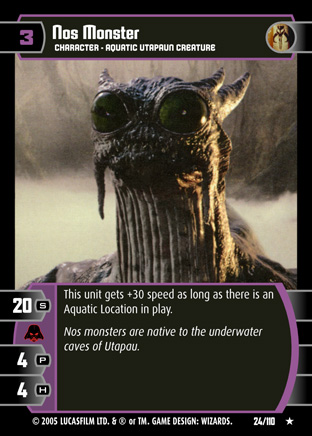 3
Nos Monster
CHARACTER - AQUATIC UTAPAUN CREATURE
20 S
This unit gets +30 speed as long as there is an
Aquatic Location in play.
Nos monsters are native to the underwater
caves of Utapau.
4 P
4 H
© 2005 LUCASFILM LTD. & ® or TM. GAME DESIGN: WIZARDS.
24/110